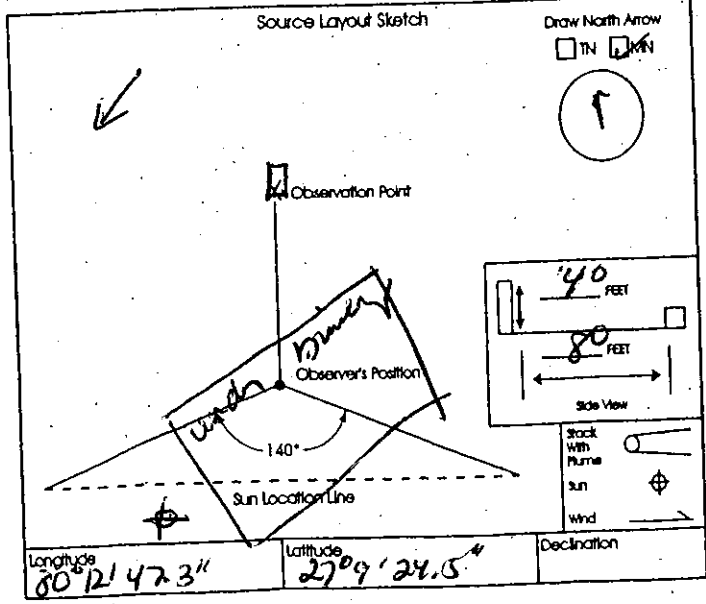 Source Layout Sketch
Draw North Arrow
TN MN
Observation Point
40 FEET
80 FEET
Side View
Observer's Position
140°
Sun Location Line
Stack
With
Plume
Sun
Wind
Longitude
80° 12' 47.3"
Latitude
27° 9' 24.5"
Declination